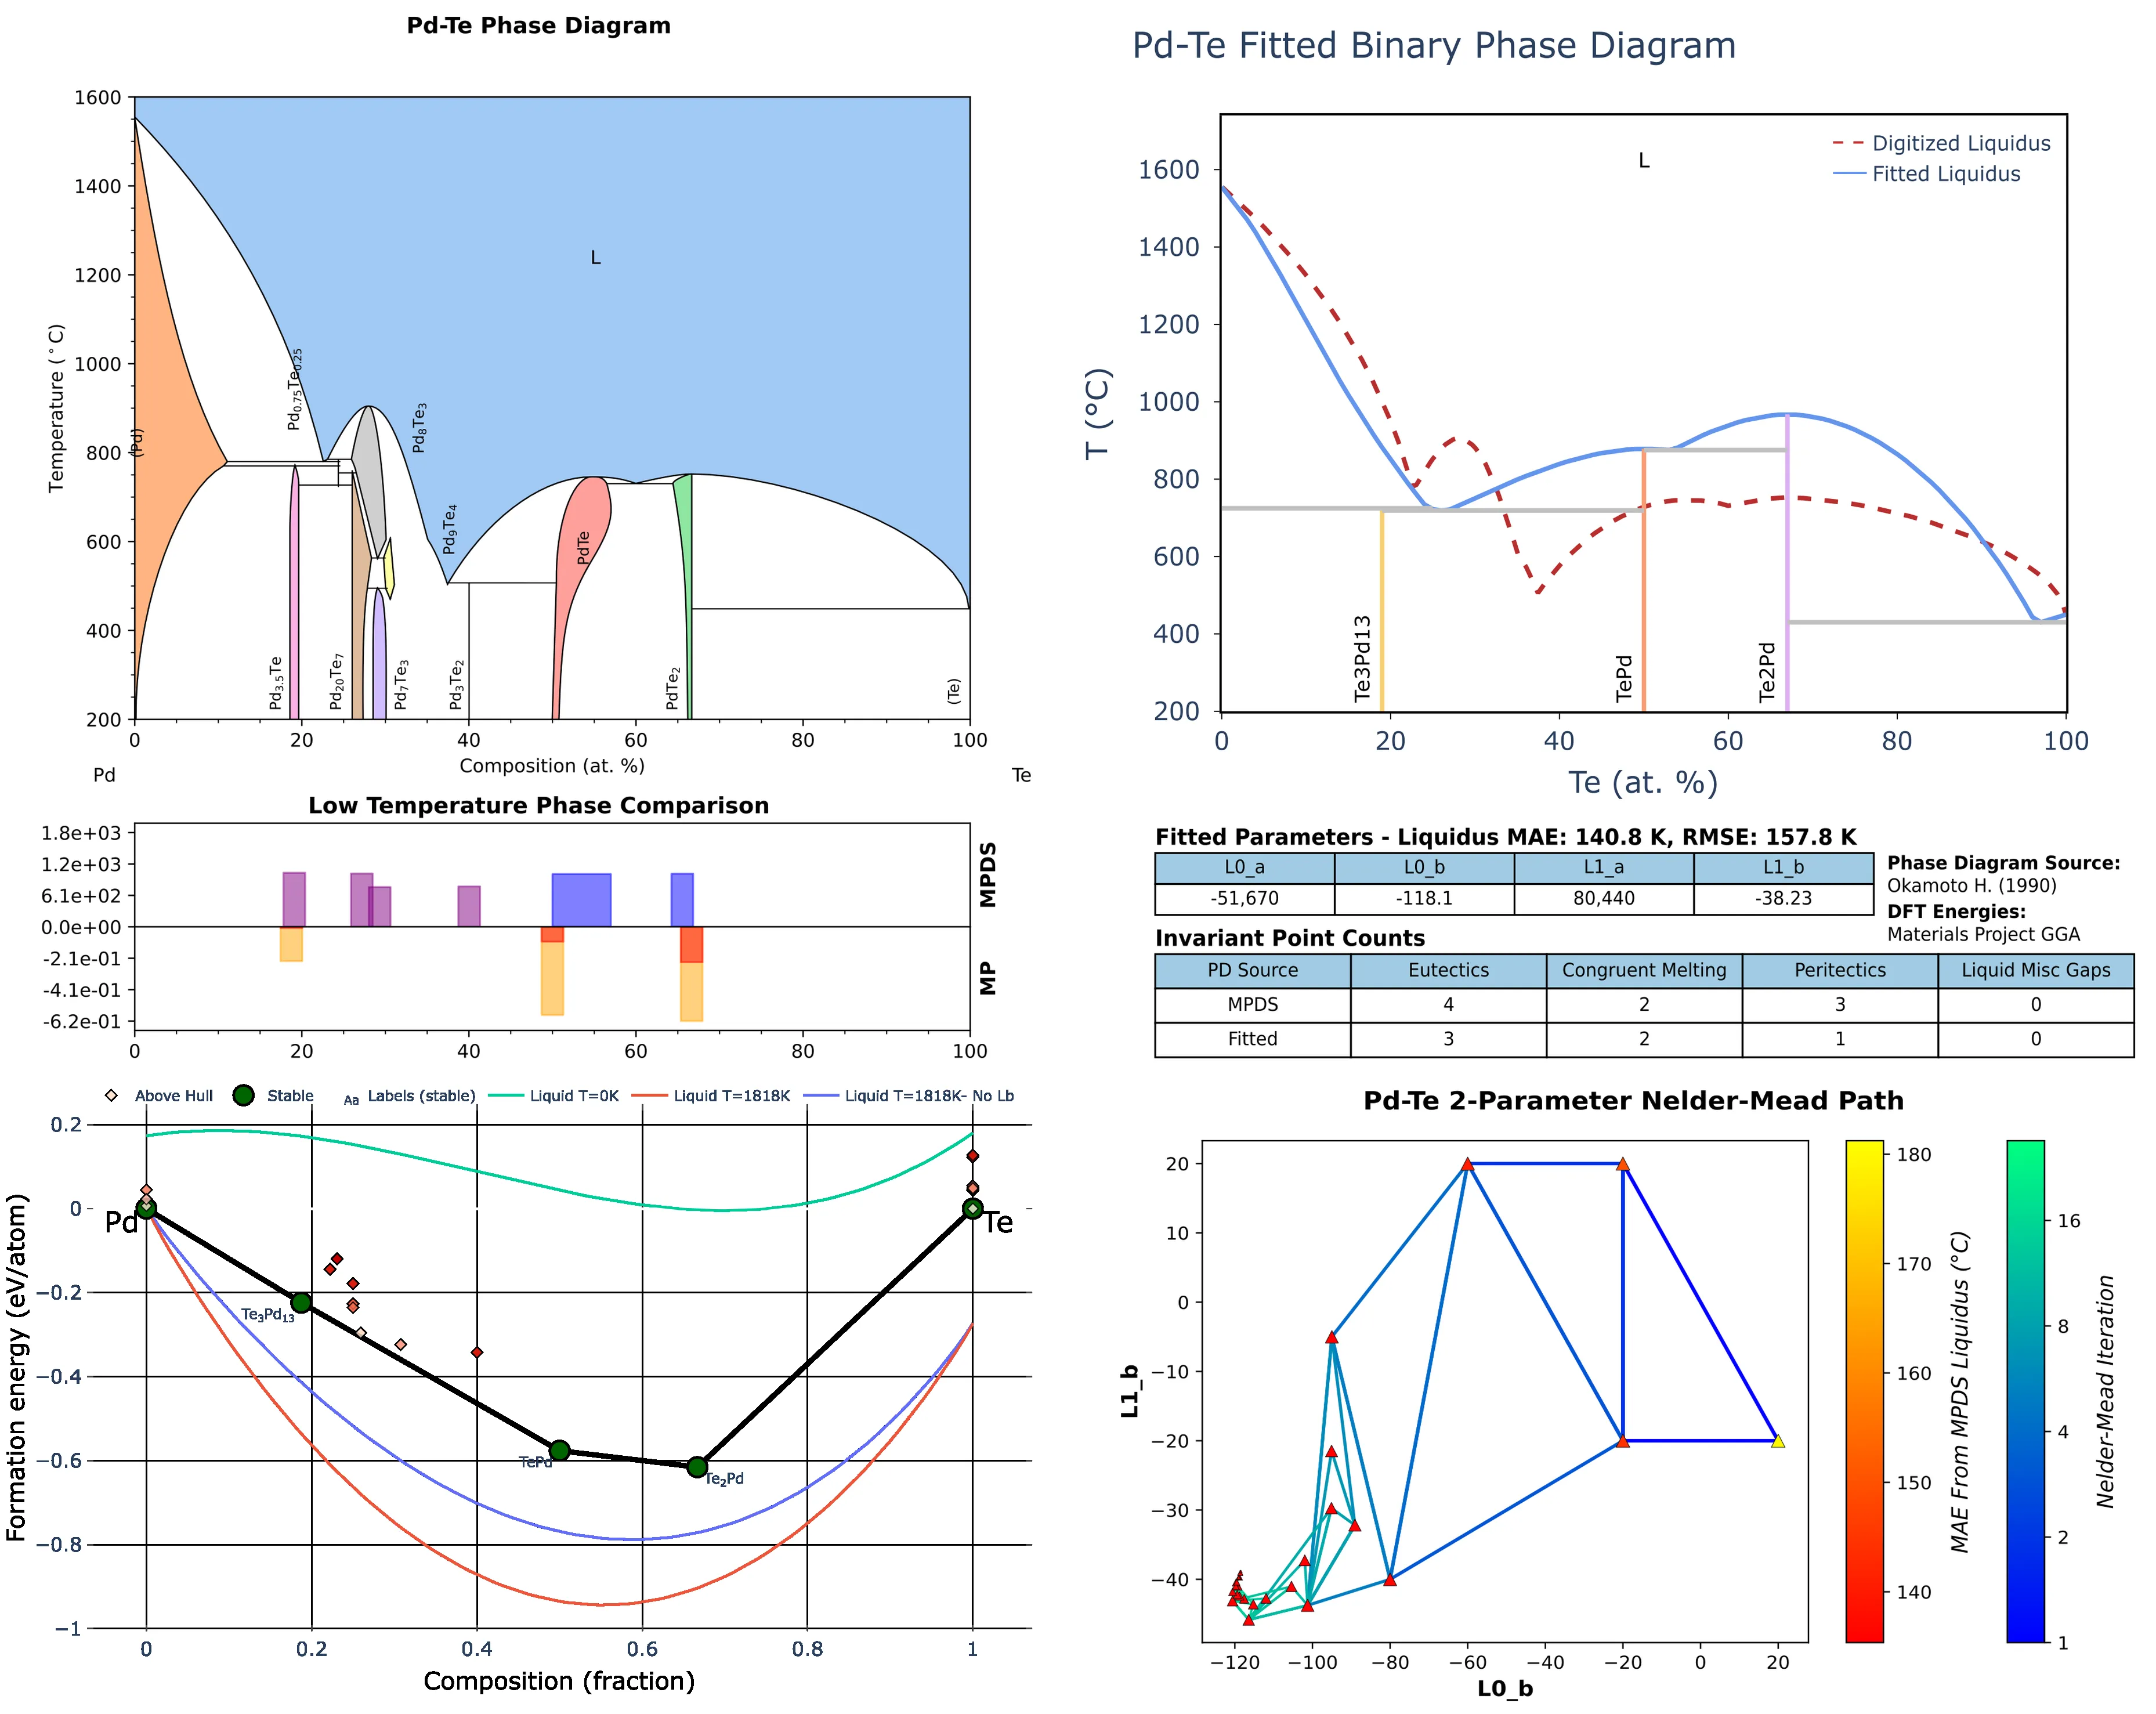 Pd-Te Phase Diagram
1600
1400
1200
1000
800
600
400
200
Temperature (°C)
0 20 40 60 80 100
Composition (at. %)
Pd Te
L
(Pd)
Pd0.75Te0.25
Pd8Te3
Pd9Te4
PdTe
Pd3.5Te
Pd20Te7
Pd7Te3
Pd3Te2
PdTe2
(Te)
Pd-Te Fitted Binary Phase Diagram
L
Digitized Liquidus
Fitted Liquidus
1600
1400
1200
1000
800
600
400
200
T (°C)
Te3Pd13
TePd
Te2Pd
0 20 40 60 80 100
Te (at. %)
Low Temperature Phase Comparison
1.8e+03
1.2e+03
6.1e+02
0.0e+00
-2.1e-01
-4.1e-01
-6.2e-01
MPDS
MP
0 20 40 60 80 100
Fitted Parameters - Liquidus MAE: 140.8 K, RMSE: 157.8 K
L0_a L0_b L1_a L1_b
-51,670 -118.1 80,440 -38.23
Phase Diagram Source:
Okamoto H. (1990)
DFT Energies:
Materials Project GGA
Invariant Point Counts
PD Source Eutectics Congruent Melting Peritectics Liquid Misc Gaps
MPDS 4 2 3 0
Fitted 3 2 1 0
Above Hull Stable Aa Labels (stable) Liquid T=0K Liquid T=1818K Liquid T=1818K- No Lb
0.2
0
−0.2
−0.4
−0.6
−0.8
−1
Formation energy (eV/atom)
Pd
Te
Te3Pd13
TePd
Te2Pd
0 0.2 0.4 0.6 0.8 1
Composition (fraction)
Pd-Te 2-Parameter Nelder-Mead Path
20
10
0
−10
−20
−30
−40
L1_b
−120 −100 −80 −60 −40 −20 0 20
L0_b
180
170
160
150
140
MAE From MPDS Liquidus (°C)
16
8
4
2
1
Nelder-Mead Iteration